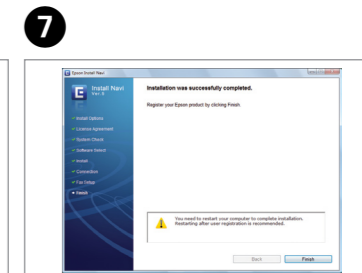 7
Epson Install Navi
Install Navi
Installation was successfully completed.
Register your Epson product by clicking Finish.
Install Options
License Agreement
System Check
Software Select
Install
Connection
Fax Setup
Finish
You need to restart your computer to complete installation.
Restarting after user registration is recommended.
Back
Finish